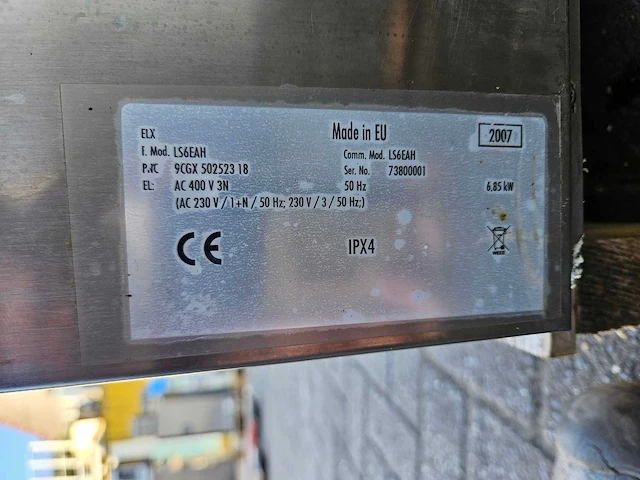 ELX Made in EU 2007
F. Mod. LS6EAH Comm. Mod. LS6EAH
P.NC 9CGX 502523 18 Ser. No. 73800001
EL: AC 400 V 3N 50 Hz 6.85 kW
(AC 230 V / 1+N / 50 Hz; 230 V / 3 / 50 Hz;)
CE IPX4
WEEE